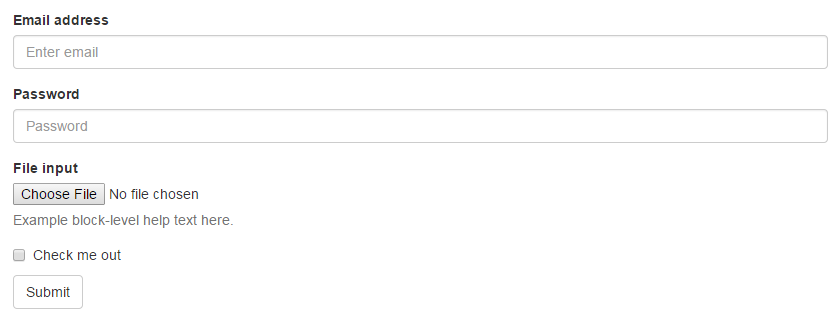 Email address
Enter email
Password
Password
File input
Choose File No file chosen
Example block-level help text here.
Check me out
Submit